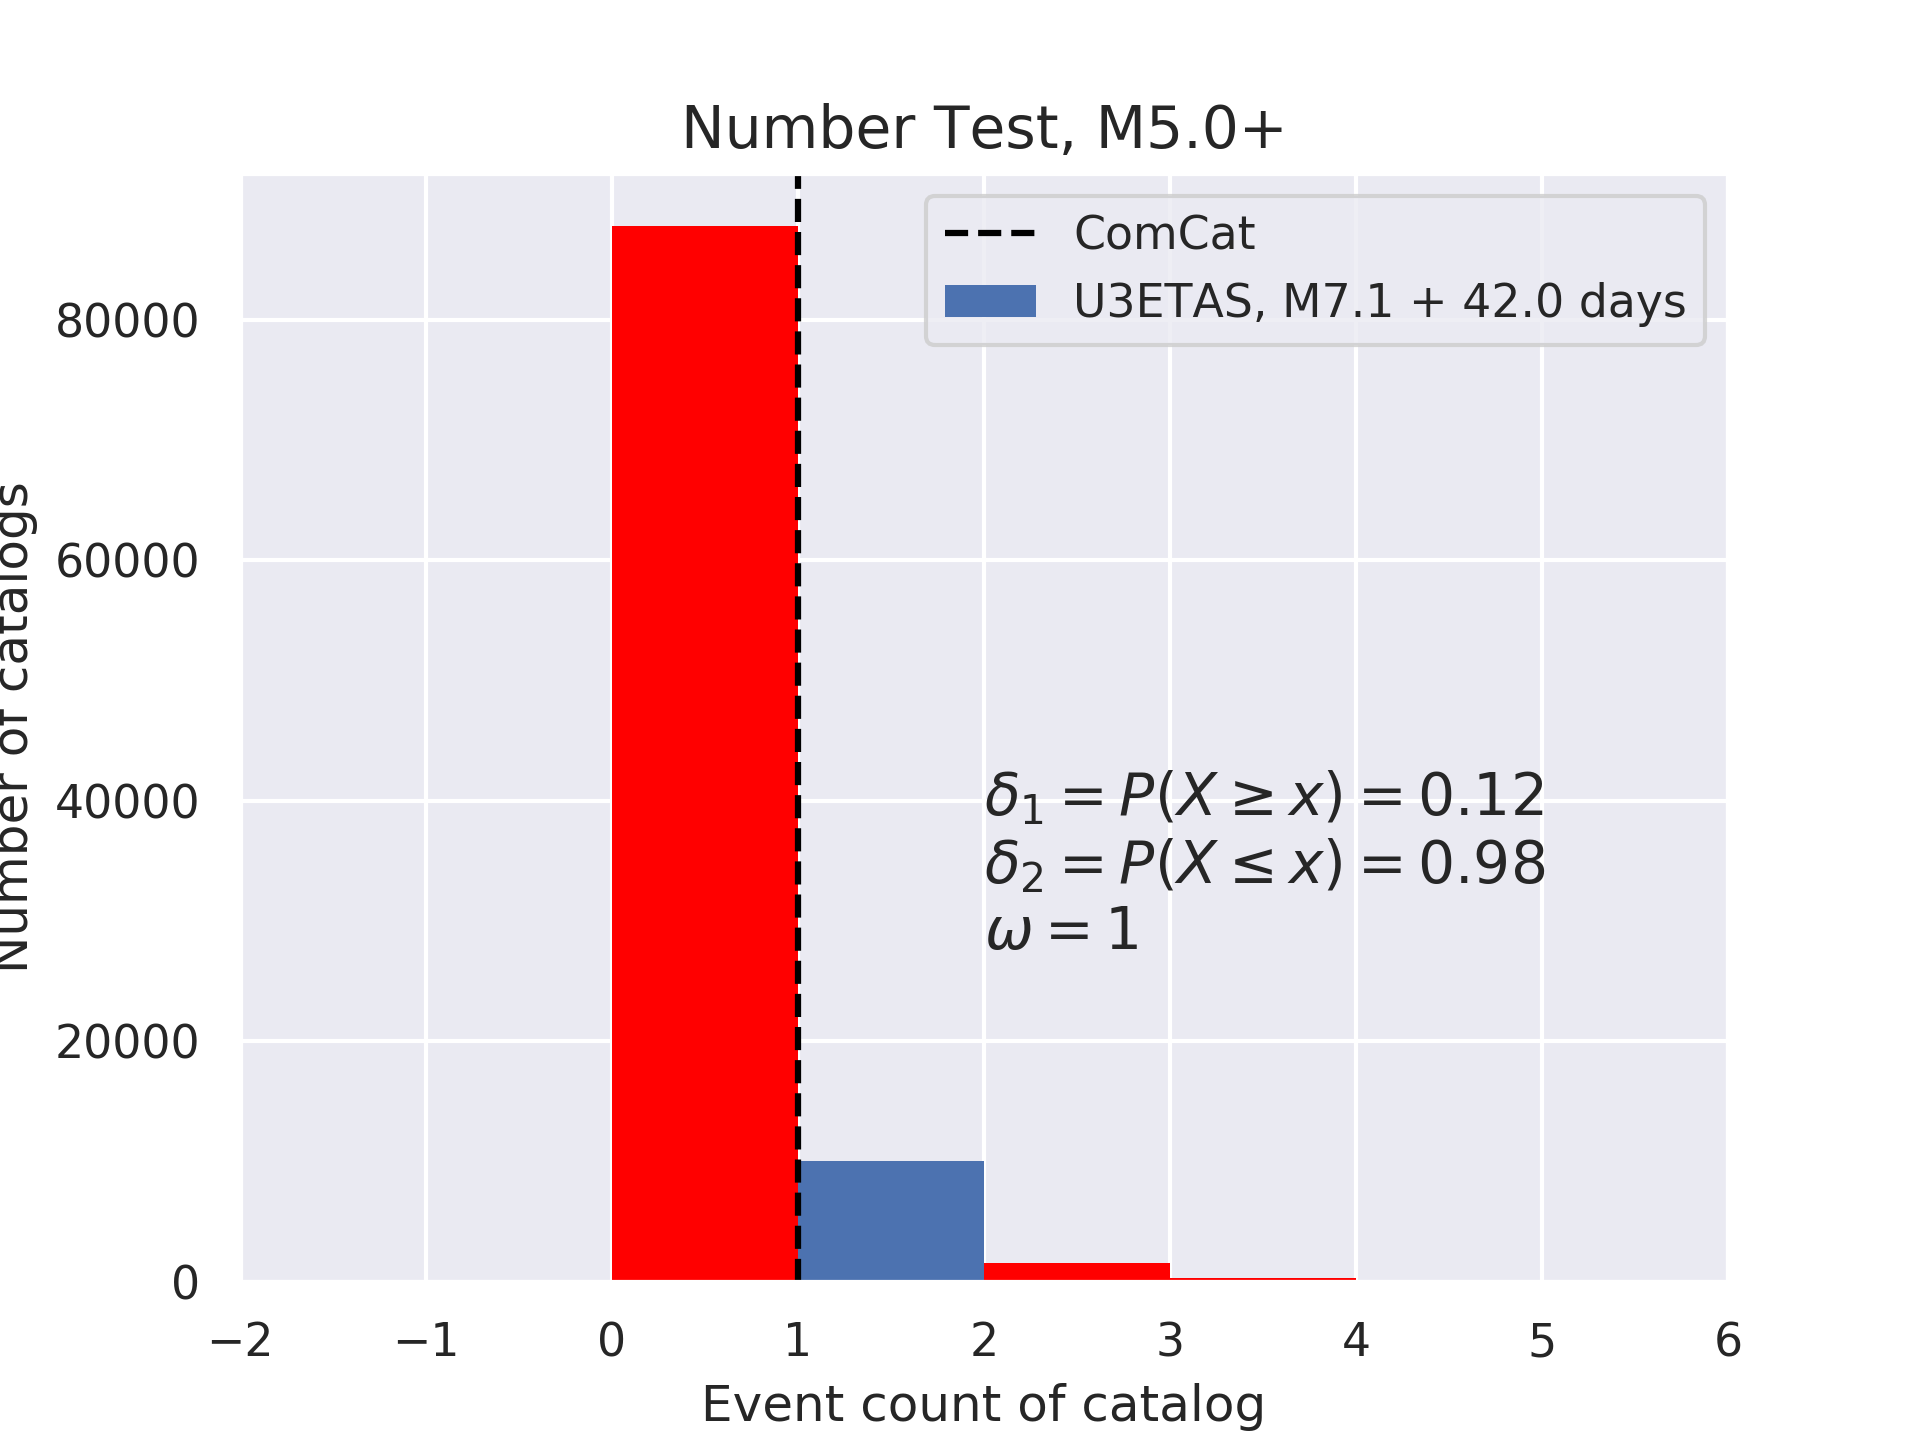 Number Test, M5.0+
ComCat
U3ETAS, M7.1 + 42.0 days
80000
60000
40000
20000
0
Number of catalogs
δ₁ = P(X ≥ x) = 0.12
δ₂ = P(X ≤ x) = 0.98
ω = 1
−2 −1 0 1 2 3 4 5 6
Event count of catalog